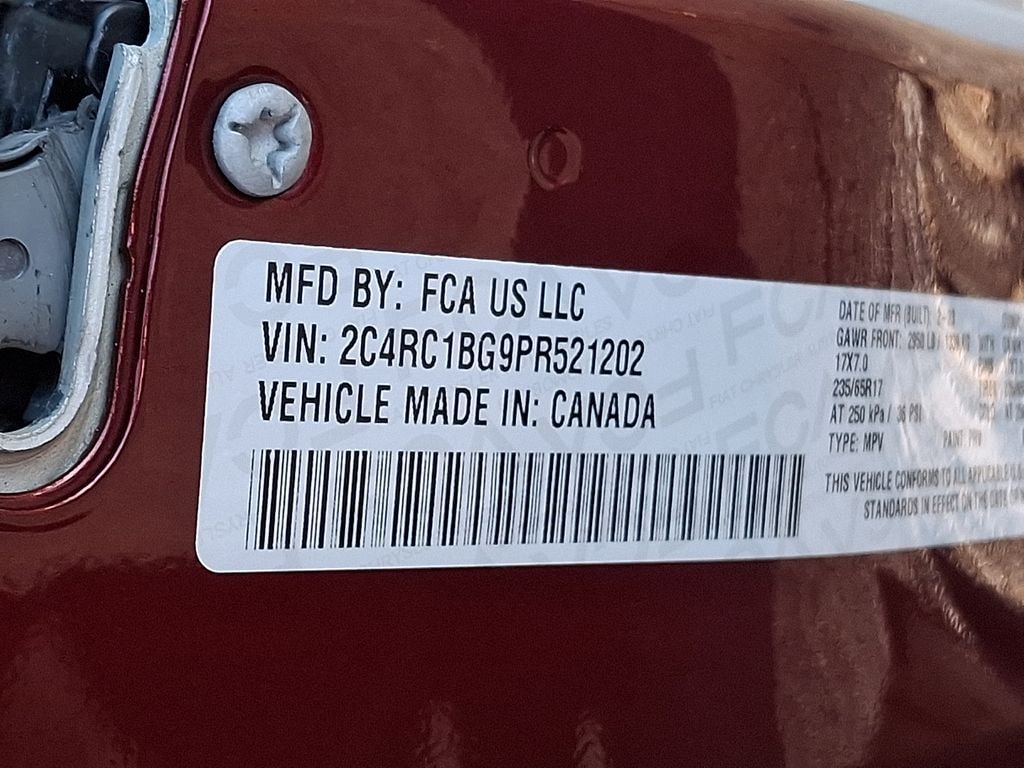 MFD BY: FCA US LLC
VIN: 2C4RC1BG9PR521202
VEHICLE MADE IN: CANADA
DATE OF MFR (BUILT):
GAWR FRONT: 2950 LB /
17X7.0
235/65R17
AT 250 kPa / 36 PSI
TYPE: MPV PAINT:
THIS VEHICLE CONFORMS TO ALL APPLICABLE
STANDARDS IN EFFECT ON THE DATE OF